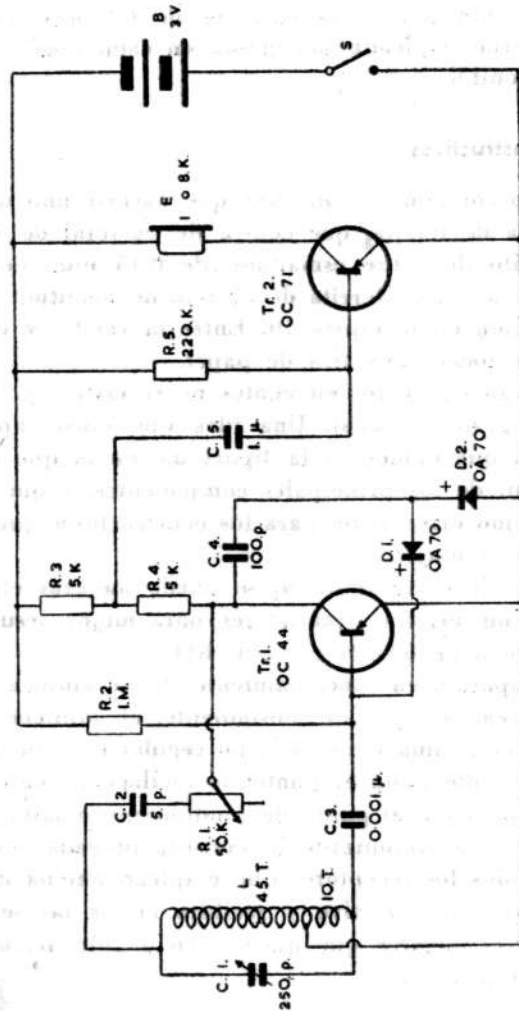 C. 1.
250. p.
L
45. T.
10. T.
C. 2.
5. p.
R. 1.
50. K.
C. 3.
0·001. µ.
R. 2.
1. M.
R. 3
5. K
R. 4.
5 K.
Tr. 1.
OC 44
C. 4.
100. p
+ D. 1.
OA 70
+ D. 2.
OA 70
C. 5.
1. µ.
R. 5.
220. K.
Tr. 2.
OC 71
E
1 o 8. K.
B
3 V
S